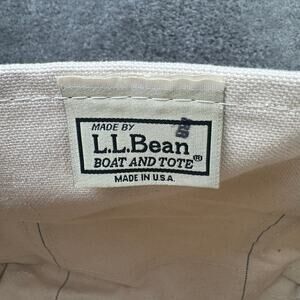 MADE BY
L.L.Bean
BOAT AND TOTE®
MADE IN U.S.A.